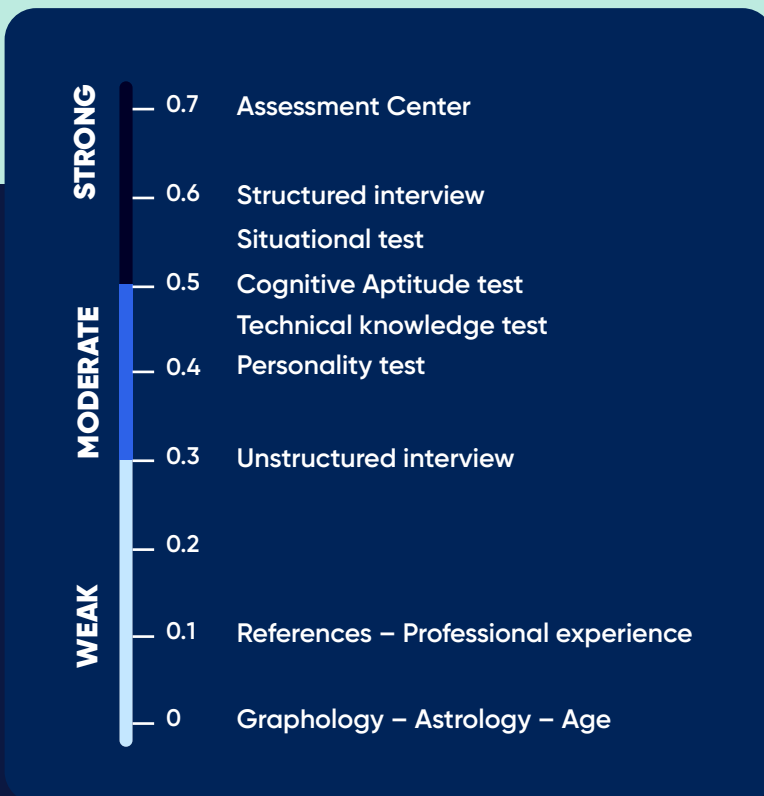 STRONG
0.7 Assessment Center
0.6 Structured interview
Situational test
0.5 Cognitive Aptitude test
Technical knowledge test
MODERATE
0.4 Personality test
0.3 Unstructured interview
0.2
WEAK
0.1 References – Professional experience
0 Graphology – Astrology – Age